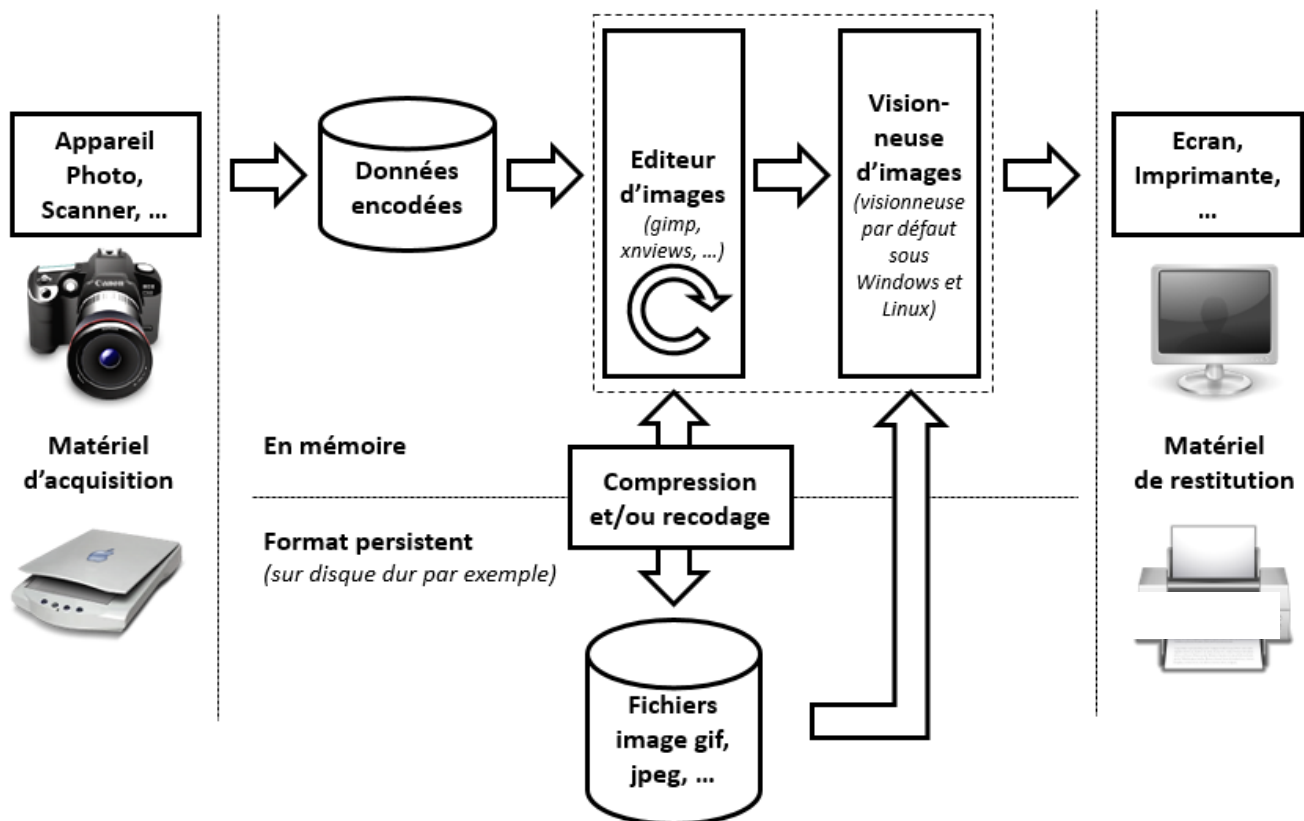 Appareil
Photo,
Scanner, ...
Canon
Matériel
d'acquisition
Données
encodées
Editeur
d'images
(gimp,
xnviews, ...)
Vision-
neuse
d'images
(visionneuse
par défaut
sous
Windows et
Linux)
Ecran,
Imprimante,
...
Matériel
de restitution
En mémoire
Compression
et/ou recodage
Format persistent
(sur disque dur par exemple)
Fichiers
image gif,
jpeg, ...